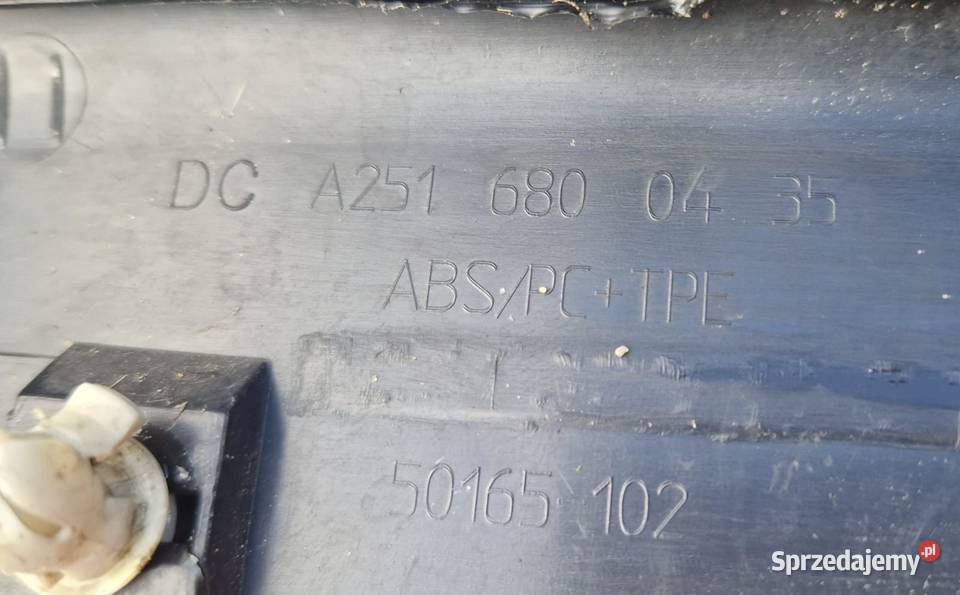 DC A251 680 04 35
ABS/PC+TPE
50165 102
Sprzedajemy.pl